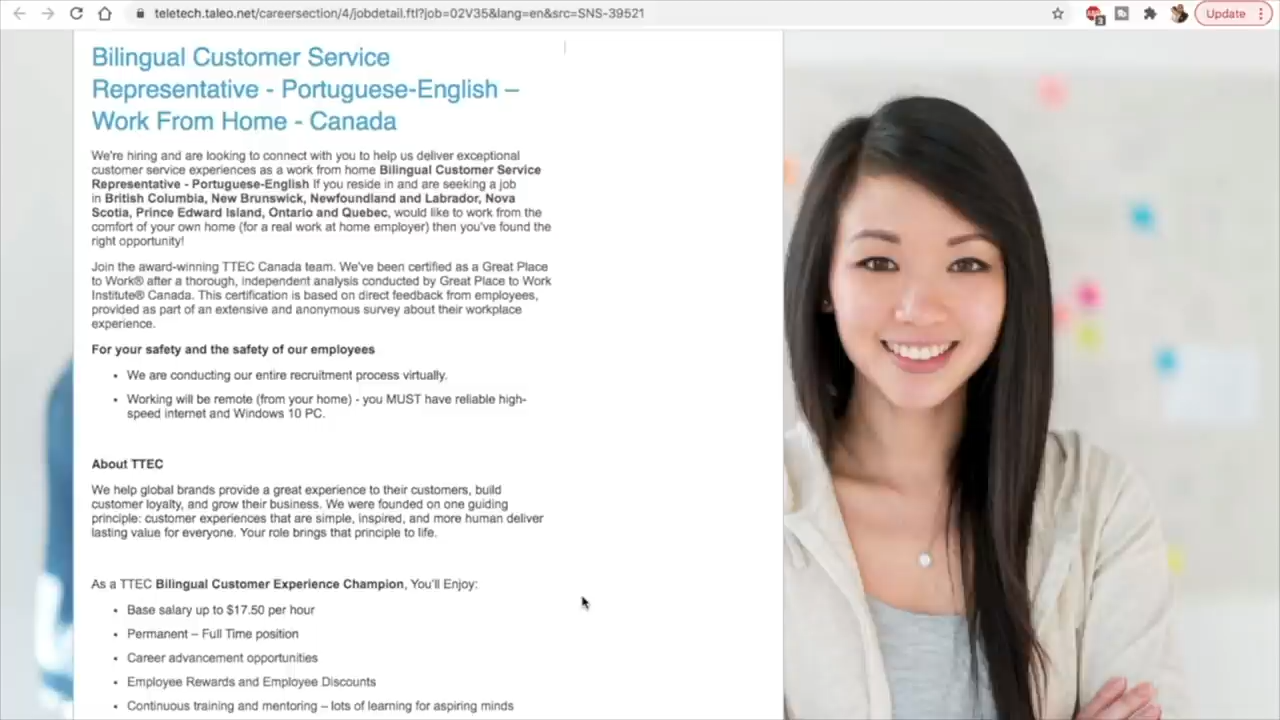 teletech.taleo.net/careersection/4/jobdetail.ftl?job=02V35&lang=en&src=SNS-39521
3
Update
Bilingual Customer Service
Representative - Portuguese-English –
Work From Home - Canada
We're hiring and are looking to connect with you to help us deliver exceptional
customer service experiences as a work from home Bilingual Customer Service
Representative - Portuguese-English If you reside in and are seeking a job
in British Columbia, New Brunswick, Newfoundland and Labrador, Nova
Scotia, Prince Edward Island, Ontario and Quebec, would like to work from the
comfort of your own home (for a real work at home employer) then you've found the
right opportunity!
Join the award-winning TTEC Canada team. We've been certified as a Great Place
to Work® after a thorough, independent analysis conducted by Great Place to Work
Institute® Canada. This certification is based on direct feedback from employees,
provided as part of an extensive and anonymous survey about their workplace
experience.
For your safety and the safety of our employees
• We are conducting our entire recruitment process virtually.
• Working will be remote (from your home) - you MUST have reliable high-
speed internet and Windows 10 PC.
About TTEC
We help global brands provide a great experience to their customers, build
customer loyalty, and grow their business. We were founded on one guiding
principle: customer experiences that are simple, inspired, and more human deliver
lasting value for everyone. Your role brings that principle to life.
As a TTEC Bilingual Customer Experience Champion, You'll Enjoy:
• Base salary up to $17.50 per hour
• Permanent – Full Time position
• Career advancement opportunities
• Employee Rewards and Employee Discounts
• Continuous training and mentoring – lots of learning for aspiring minds